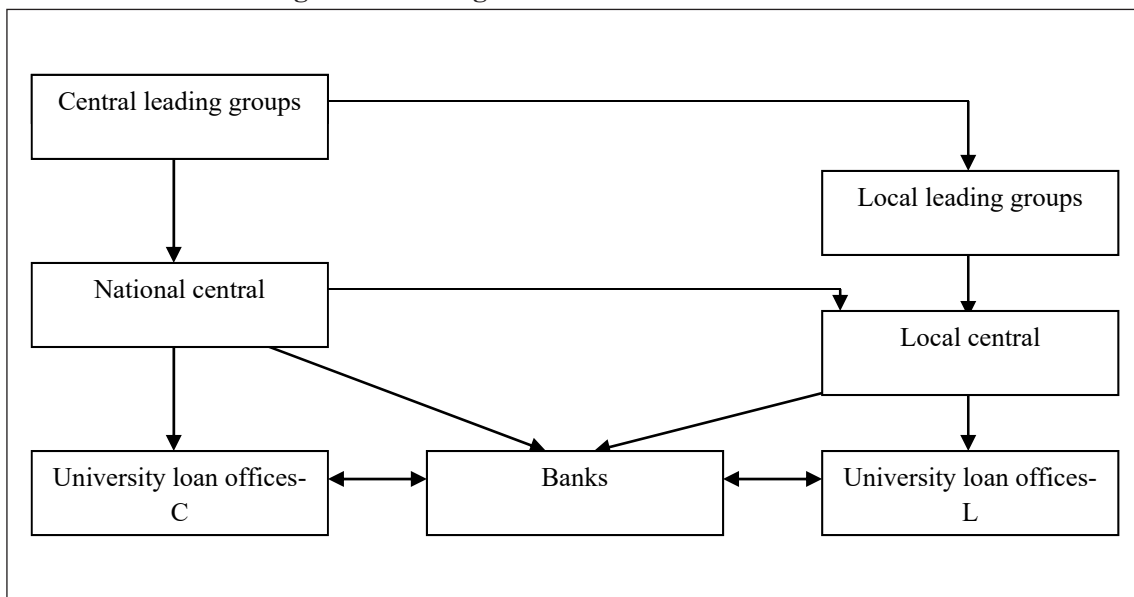 Central leading groups
Local leading groups
National central
Local central
University loan offices-
C
Banks
University loan offices-
L